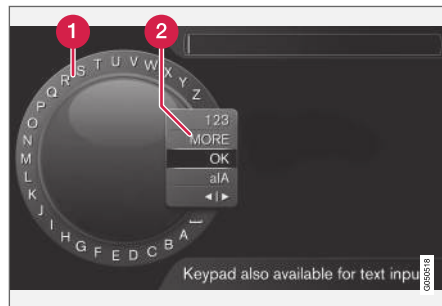 1
2
A B C D E F G H I J K L M N O P Q R S T U V W X Y Z
123
MORE
OK
a|A
Keypad also available for text inpu
G050518